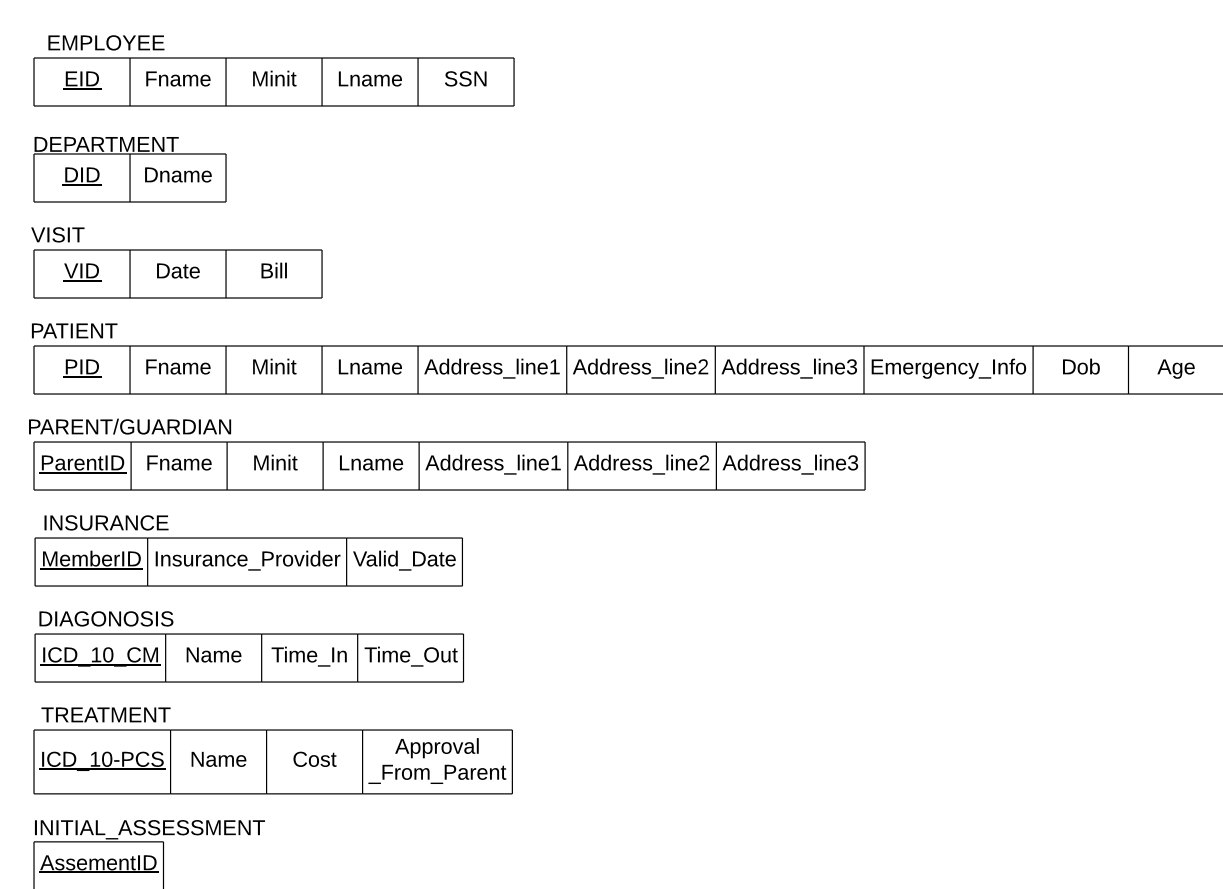 EMPLOYEE
EID Fname Minit Lname SSN
DEPARTMENT
DID Dname
VISIT
VID Date Bill
PATIENT
PID Fname Minit Lname Address_line1 Address_line2 Address_line3 Emergency_Info Dob Age
PARENT/GUARDIAN
ParentID Fname Minit Lname Address_line1 Address_line2 Address_line3
INSURANCE
MemberID Insurance_Provider Valid_Date
DIAGONOSIS
ICD_10_CM Name Time_In Time_Out
TREATMENT
ICD_10-PCS Name Cost Approval
_From_Parent
INITIAL_ASSESSMENT
AssementID